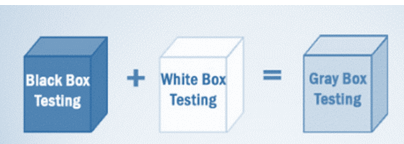 Black Box
Testing
+
White Box
Testing
=
Gray Box
Testing